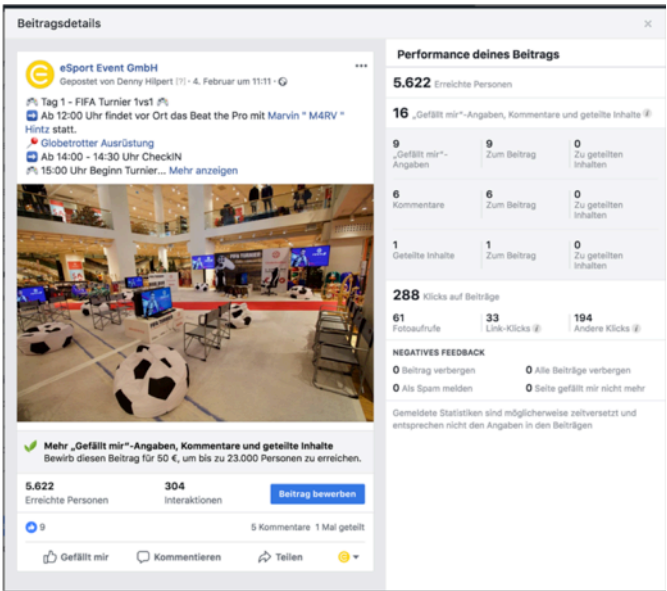 Beitragsdetails
eSport Event GmbH
Gepostet von Denny Hilpert [?] · 4. Februar um 11:11 ·
Tag 1 - FIFA Turnier 1vs1
Ab 12:00 Uhr findet vor Ort das Beat the Pro mit Marvin " M4RV "
Hintz statt.
Globetrotter Ausrüstung
Ab 14:00 - 14:30 Uhr CheckIN
15:00 Uhr Beginn Turnier... Mehr anzeigen
FIFA TURNIER
Mehr „Gefällt mir"-Angaben, Kommentare und geteilte Inhalte
Bewirb diesen Beitrag für 50 €, um bis zu 23.000 Personen zu erreichen.
5.622 304
Erreichte Personen Interaktionen Beitrag bewerben
9 5 Kommentare 1 Mal geteilt
Gefällt mir Kommentieren Teilen
Performance deines Beitrags
5.622 Erreichte Personen
16 „Gefällt mir"-Angaben, Kommentare und geteilte Inhalte
9 9 0
„Gefällt mir"- Zum Beitrag Zu geteilten
Angaben Inhalten
6 6 0
Kommentare Zum Beitrag Zu geteilten
Inhalten
1 1 0
Geteilte Inhalte Zum Beitrag Zu geteilten
Inhalten
288 Klicks auf Beiträge
61 33 194
Fotoaufrufe Link-Klicks Andere Klicks
NEGATIVES FEEDBACK
0 Beitrag verbergen 0 Alle Beiträge verbergen
0 Als Spam melden 0 Seite gefällt mir nicht mehr
Gemeldete Statistiken sind möglicherweise zeitversetzt und
entsprechen nicht den Angaben in den Beiträgen